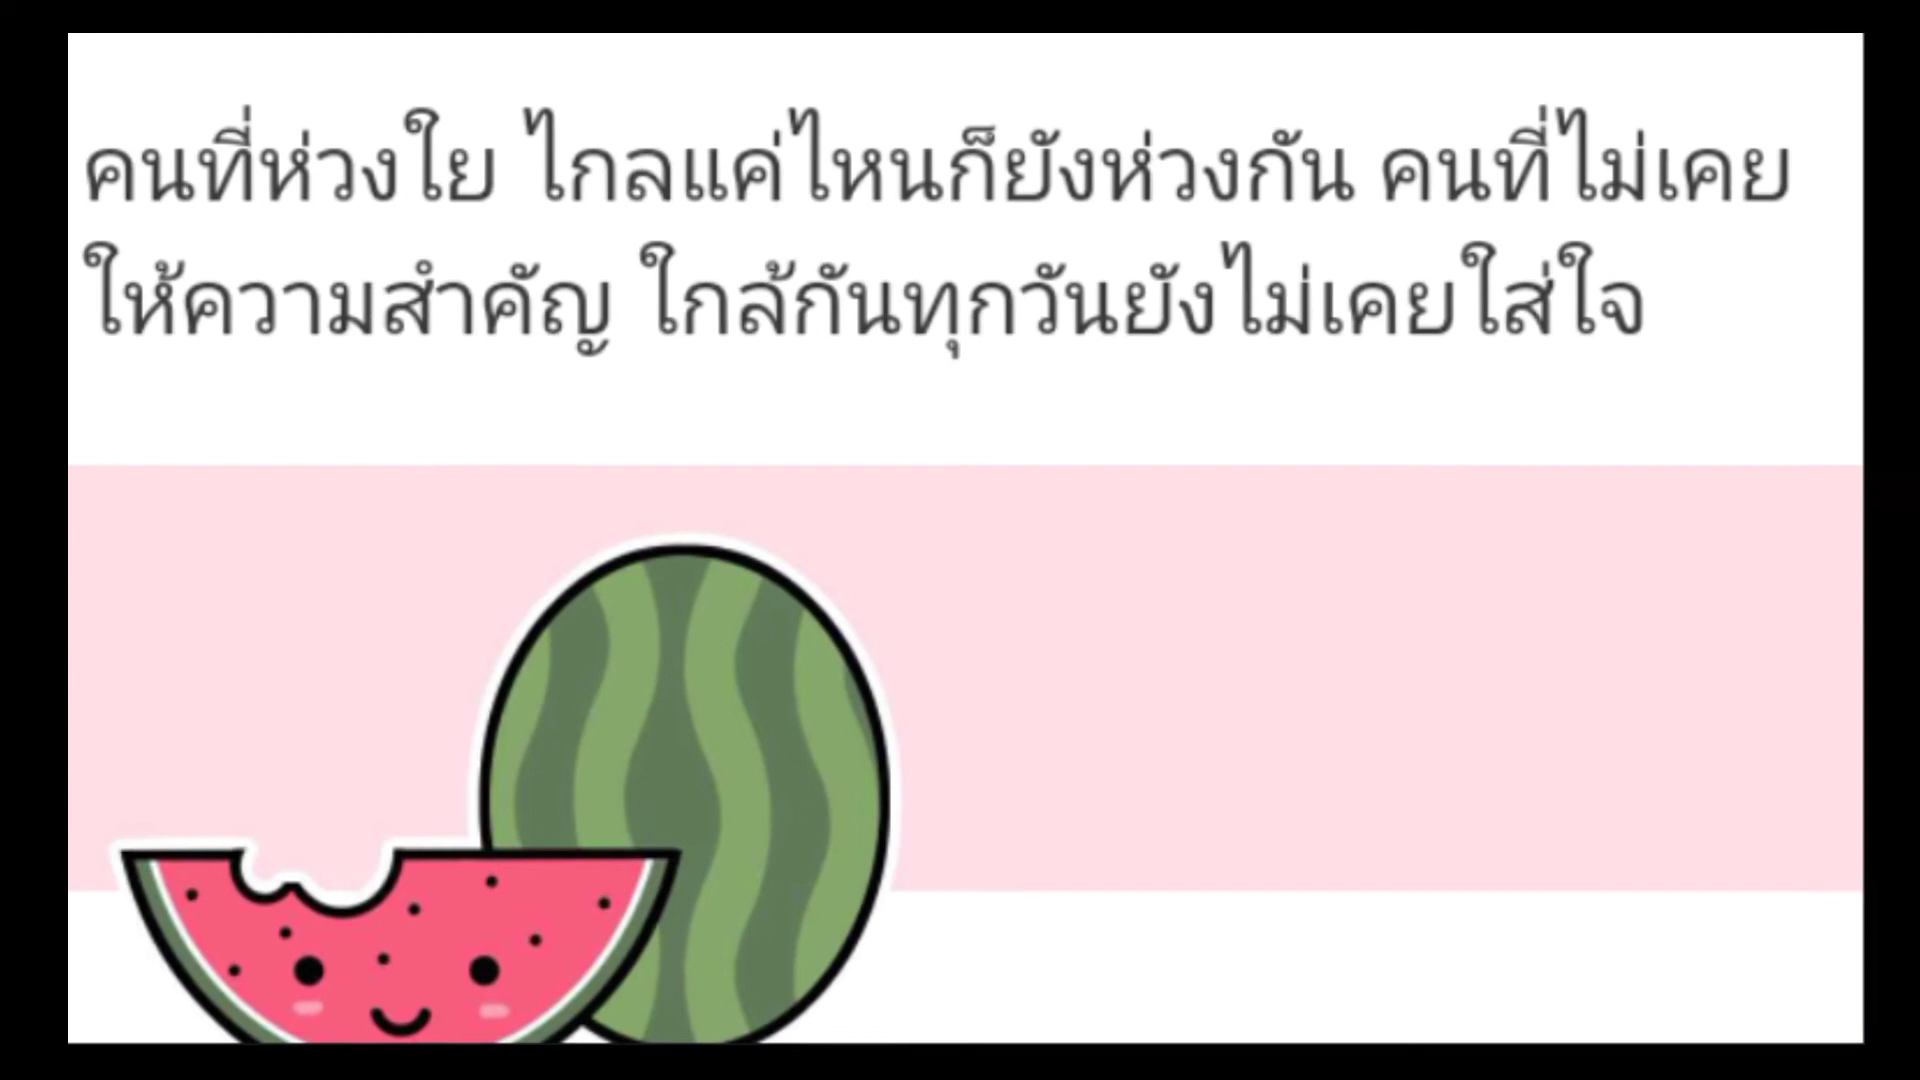 คนที่ห่วงใย ไกลแค่ไหนก็ยังห่วงกัน คนที่ไม่เคย
ให้ความสำคัญ ใกล้กันทุกวันยังไม่เคยใส่ใจ